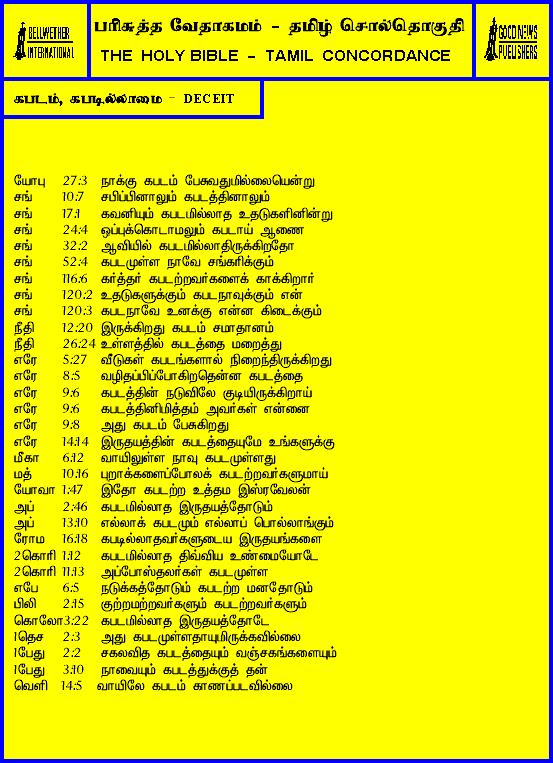 BELLWETHER
INTERNATIONAL
பரிசுத்த வேதாகமம் - தமிழ் சொல்தொகுதி
THE HOLY BIBLE - TAMIL CONCORDANCE
GOOD NEWS
PUBLISHERS
கபடம், கபடில்லாமை - DECEIT
யோபு 27:3 நாக்கு கபடம் பேசுவதுமில்லையென்று
சங் 10:7 சபிப்பினாலும் கபடத்தினாலும்
சங் 17:1 கவனியும் கபடமில்லாத உதடுகளினின்று
சங் 24:4 ஒப்புக்கொடாமலும் கபடாய் ஆணை
சங் 32:2 ஆவியில் கபடமில்லாதிருக்கிறதோ
சங் 52:4 கபடமுள்ள நாவே சங்கரிக்கும்
சங் 116:6 கர்த்தர் கபடற்றவர்களைக் காக்கிறார்
சங் 120:2 உதடுகளுக்கும் கபடநாவுக்கும் என்
சங் 120:3 கபடநாவே உனக்கு என்ன கிடைக்கும்
நீதி 12:20 இருக்கிறது கபடம் சமாதானம்
நீதி 26:24 உள்ளத்தில் கபடத்தை மறைத்து
எரே 5:27 வீடுகள் கபடங்களால் நிறைந்திருக்கிறது
எரே 8:5 வழிதப்பிப்போகிறதென்ன கபடத்தை
எரே 9:6 கபடத்தின் நடுவிலே குடியிருக்கிறாய்
எரே 9:6 கபடத்தினிமித்தம் அவர்கள் என்னை
எரே 9:8 அது கபடம் பேசுகிறது
எரே 14:14 இருதயத்தின் கபடத்தையுமே உங்களுக்கு
மீகா 6:12 வாயிலுள்ள நாவு கபடமுள்ளது
மத் 10:16 புறாக்களைப்போலக் கபடற்றவர்களுமாய்
யோவா 1:47 இதோ கபடற்ற உத்தம இஸ்ரவேலன்
அப் 2:46 கபடமில்லாத இருதயத்தோடும்
அப் 13:10 எல்லாக் கபடமும் எல்லாப் பொல்லாங்கும்
ரோம 16:18 கபடில்லாதவர்களுடைய இருதயங்களை
2கொரி 1:12 கபடமில்லாத திவ்விய உண்மையோடே
2கொரி 11:13 அப்போஸ்தலர்கள் கபடமுள்ள
எபே 6:5 நடுக்கத்தோடும் கபடற்ற மனதோடும்
பிலி 2:15 குற்றமற்றவர்களும் கபடற்றவர்களும்
கொலோ3:22 கபடமில்லாத இருதயத்தோடே
1தெச 2:3 அது கபடமுள்ளதாயுமிருக்கவில்லை
1பேது 2:2 சகலவித கபடத்தையும் வஞ்சகங்களையும்
1பேது 3:10 நாவையும் கபடத்துக்குத் தன்
வெளி 14:5 வாயிலே கபடம் காணப்படவில்லை